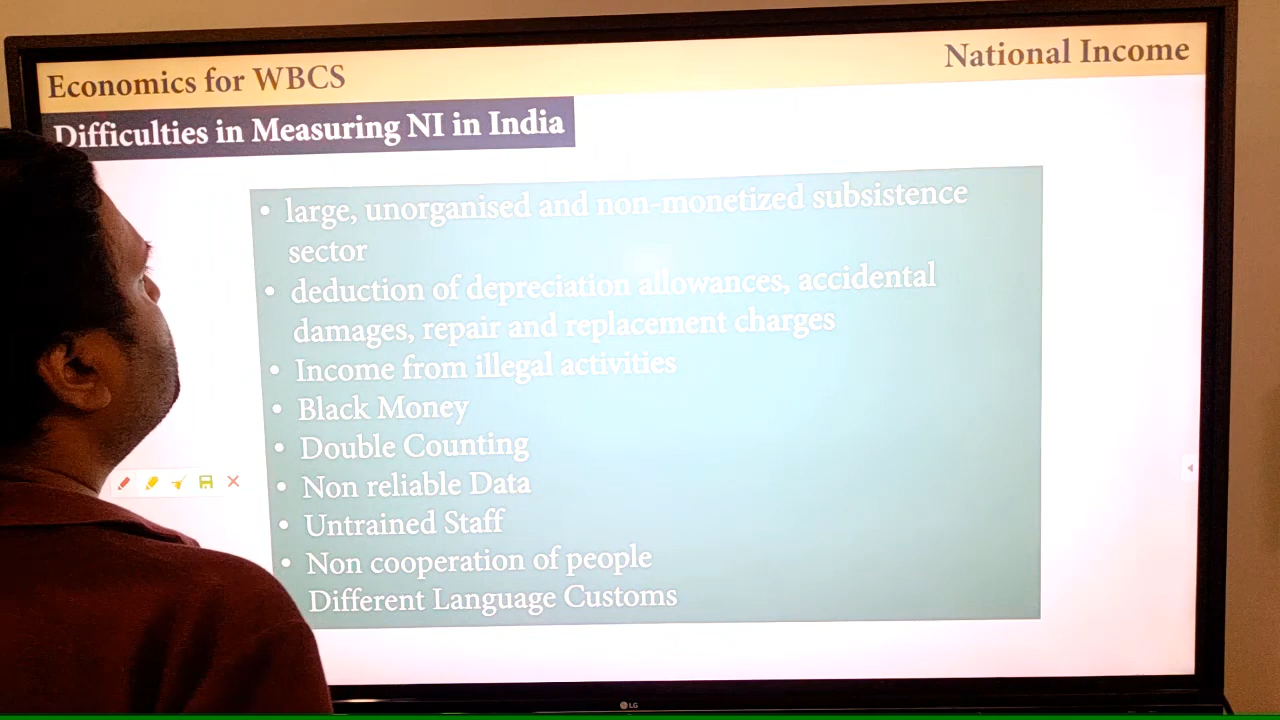 Economics for WBCS
National Income
Difficulties in Measuring NI in India
• large, unorganised and non-monetized subsistence
sector
• deduction of depreciation allowances, accidental
damages, repair and replacement charges
• Income from illegal activities
• Black Money
• Double Counting
• Non reliable Data
• Untrained Staff
• Non cooperation of people
Different Language Customs
LG